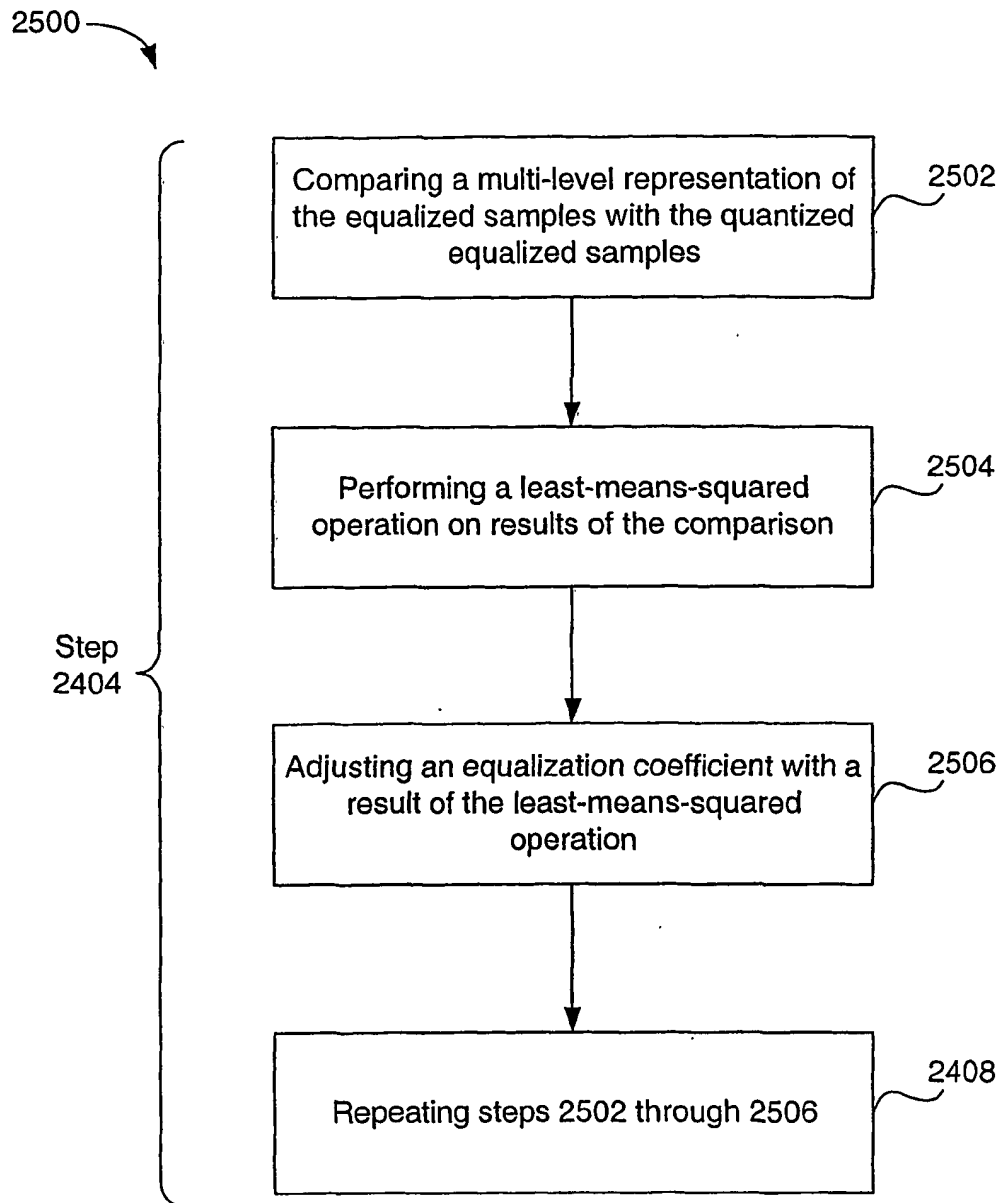 2500
Comparing a multi-level representation of
the equalized samples with the quantized
equalized samples
2502
Performing a least-means-squared
operation on results of the comparison
2504
Step
2404
Adjusting an equalization coefficient with a
result of the least-means-squared
operation
2506
Repeating steps 2502 through 2506
2408